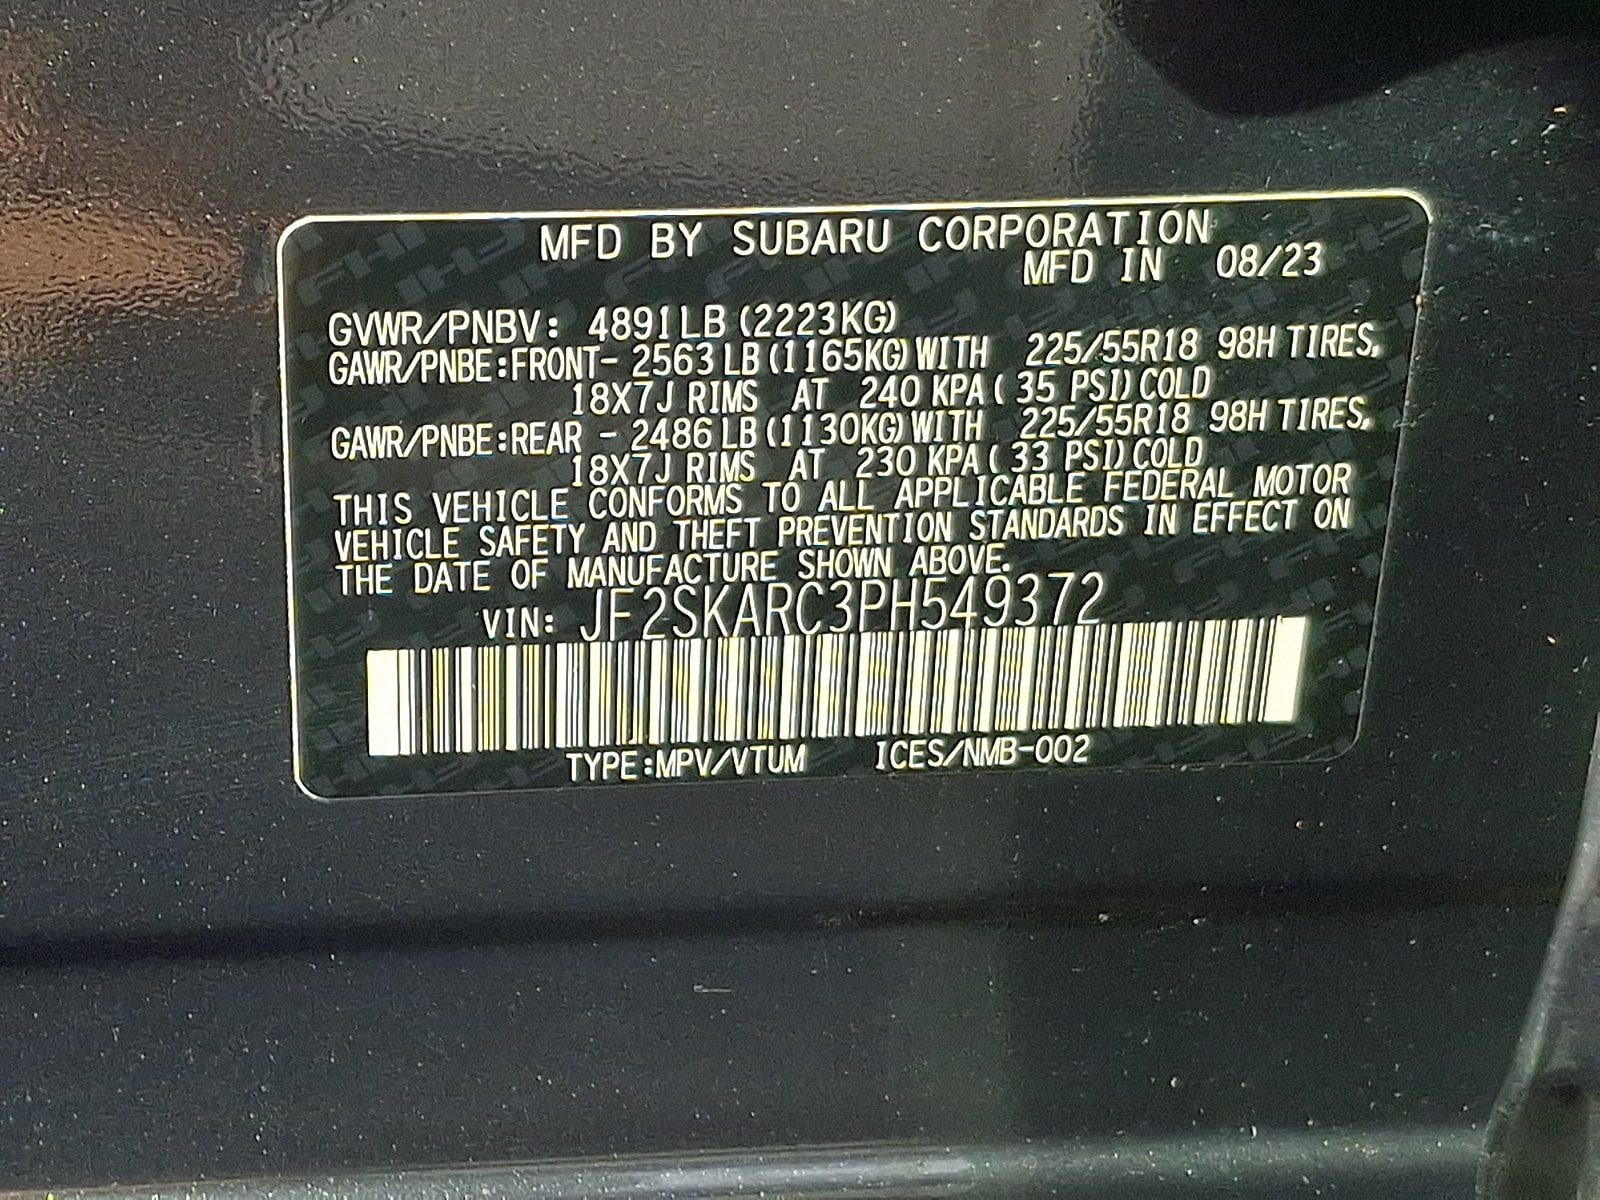 MFD BY SUBARU CORPORATION
MFD IN 08/23
GVWR/PNBV: 4891LB (2223KG)
GAWR/PNBE:FRONT- 2563 LB (1165KG) WITH 225/55R18 98H TIRES,
18X7J RIMS AT 240 KPA ( 35 PSI) COLD
GAWR/PNBE:REAR - 2486 LB (1130KG) WITH 225/55R18 98H TIRES,
18X7J RIMS AT 230 KPA ( 33 PSI) COLD
THIS VEHICLE CONFORMS TO ALL APPLICABLE FEDERAL MOTOR
VEHICLE SAFETY AND THEFT PREVENTION STANDARDS IN EFFECT ON
THE DATE OF MANUFACTURE SHOWN ABOVE.
VIN: JF2SKARC3PH549372
TYPE:MPV/VTUM ICES/NMB-002